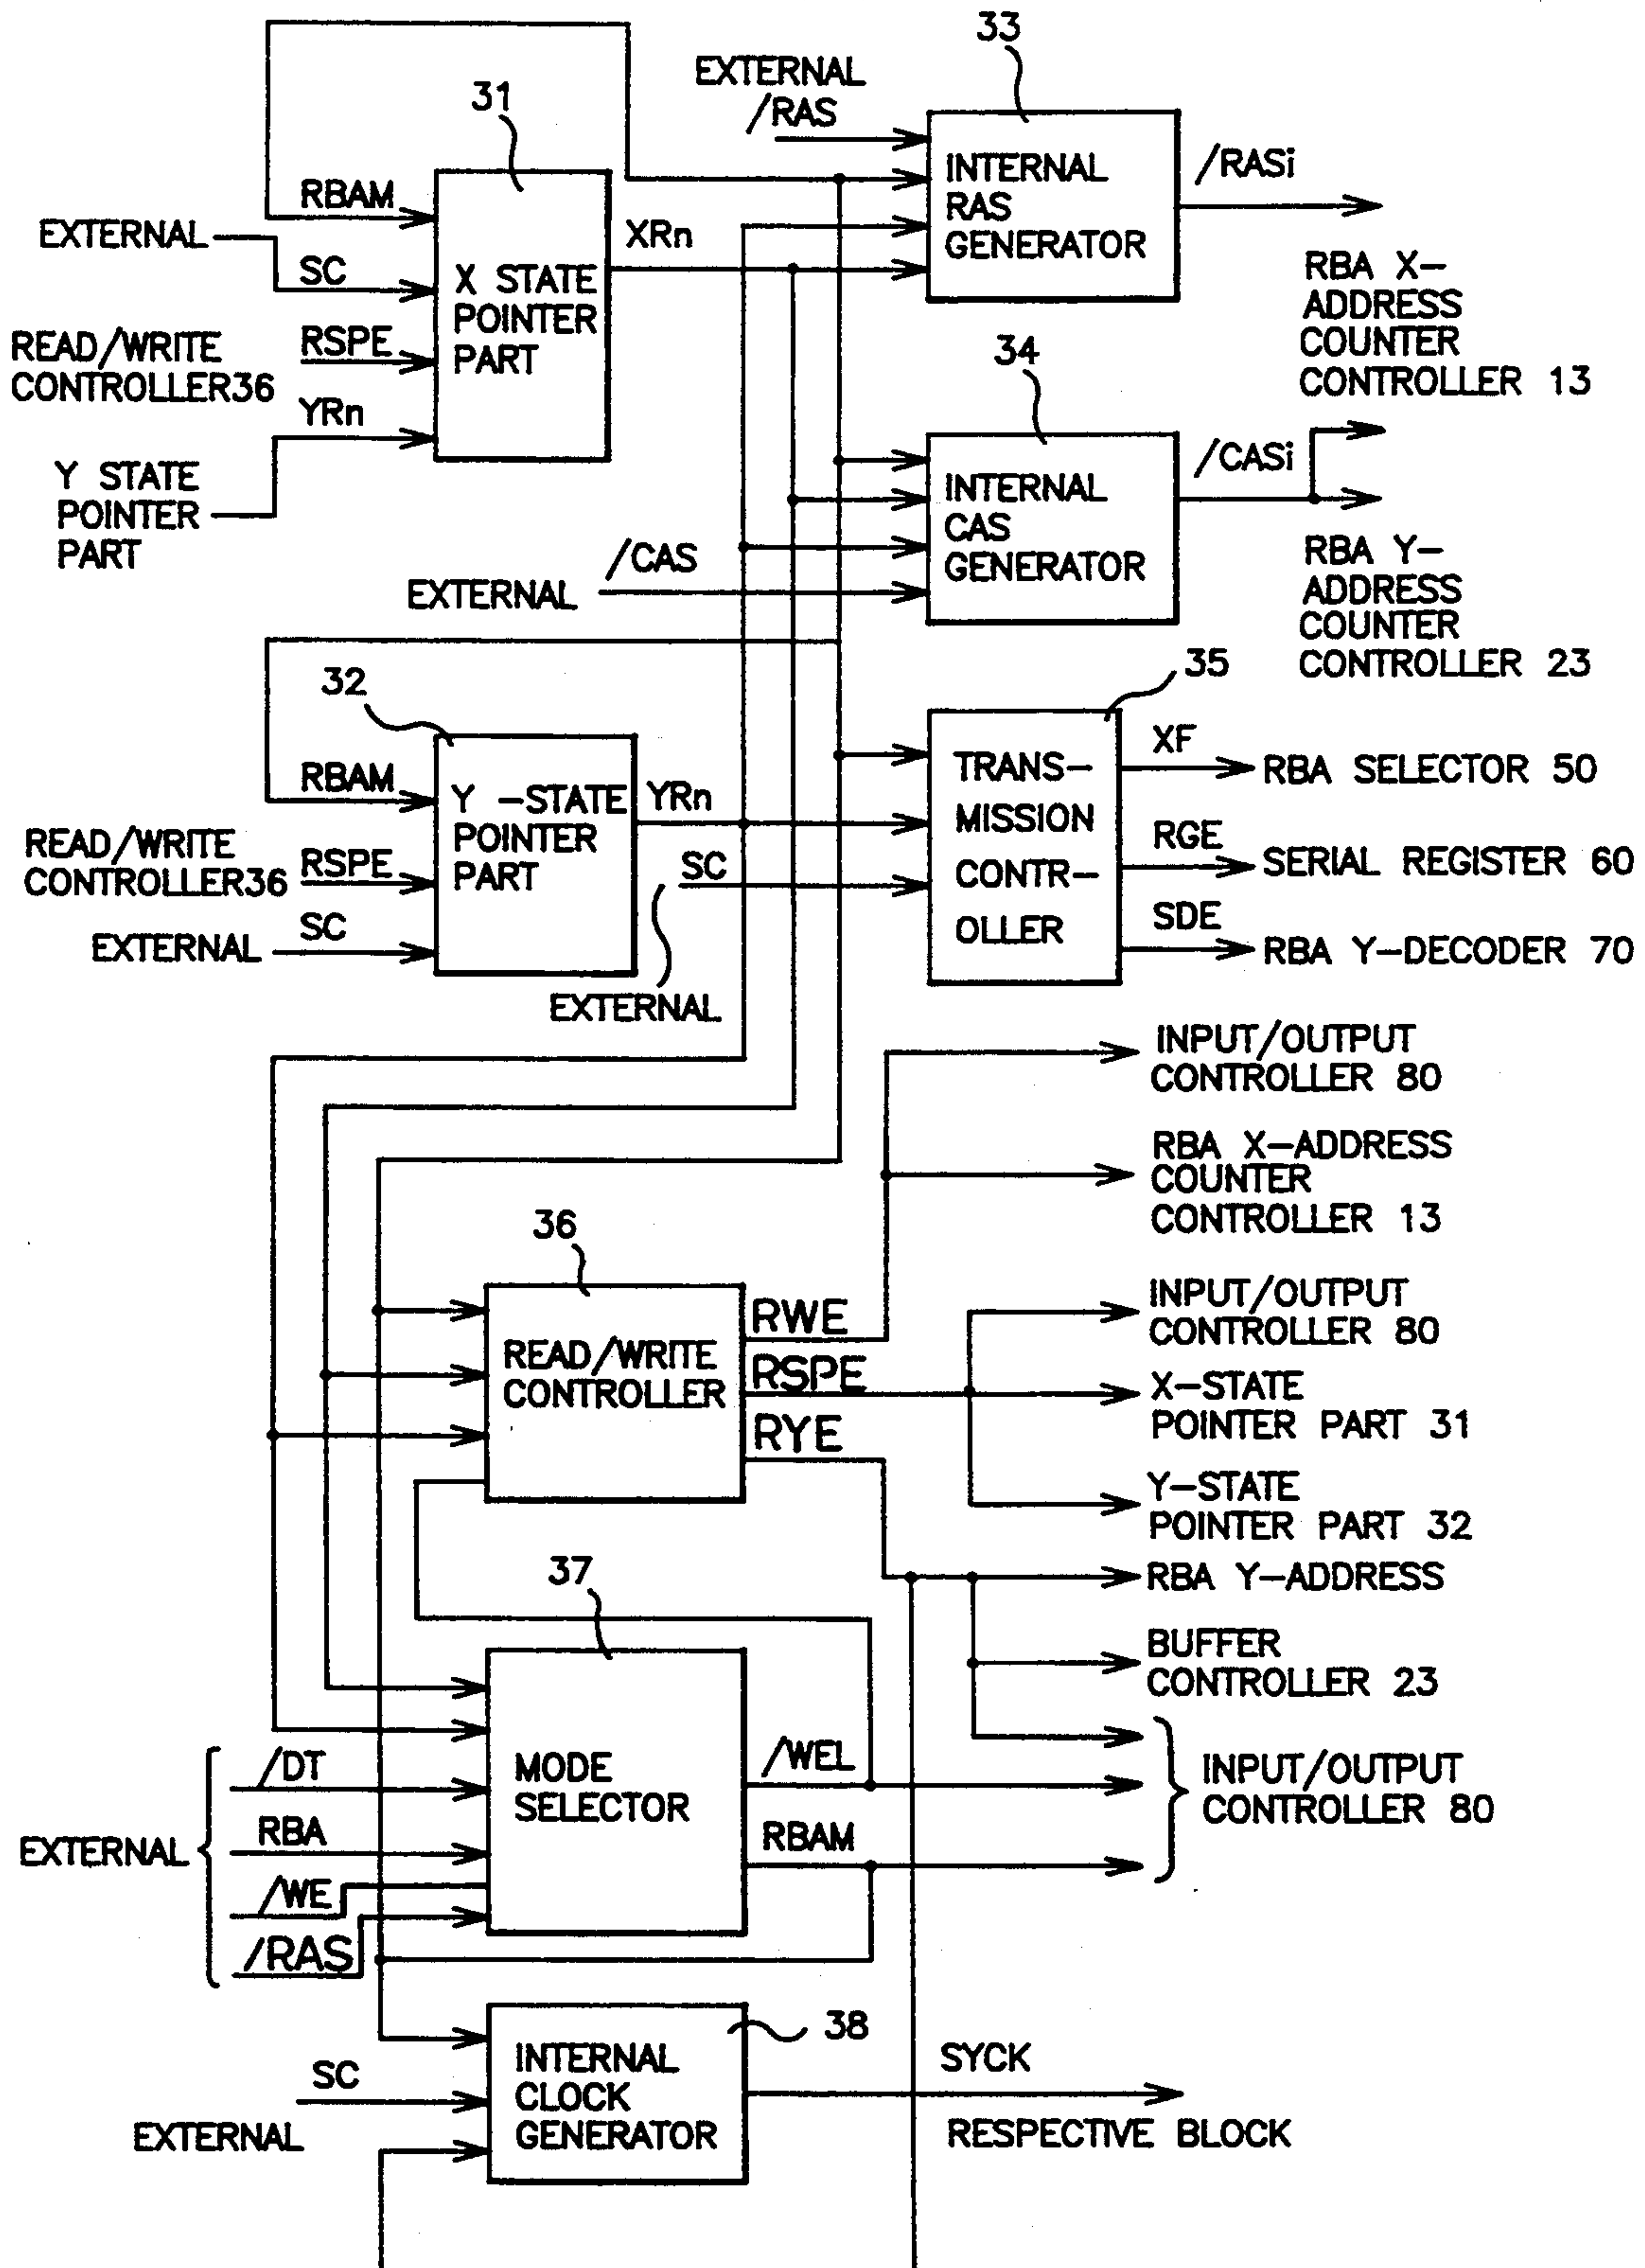 33
EXTERNAL
/RAS
31
INTERNAL
RAS
GENERATOR
/RASi
RBAM
EXTERNAL
SC
XRn
X STATE
POINTER
PART
READ/WRITE
CONTROLLER36
RSPE
YRn
Y STATE
POINTER
PART
RBA X-
ADDRESS
COUNTER
CONTROLLER 13
34
INTERNAL
CAS
GENERATOR
/CASi
/CAS
EXTERNAL
RBA Y-
ADDRESS
COUNTER
CONTROLLER 23
32
35
RBAM
Y -STATE
POINTER
PART
YRn
READ/WRITE
CONTROLLER36
RSPE
SC
EXTERNAL
SC
EXTERNAL
TRANS-
MISSION
CONTR-
OLLER
XF
RBA SELECTOR 50
RGE
SERIAL REGISTER 60
SDE
RBA Y-DECODER 70
INPUT/OUTPUT
CONTROLLER 80
RBA X-ADDRESS
COUNTER
CONTROLLER 13
36
READ/WRITE
CONTROLLER
RWE
RSPE
RYE
INPUT/OUTPUT
CONTROLLER 80
X-STATE
POINTER PART 31
Y-STATE
POINTER PART 32
RBA Y-ADDRESS
BUFFER
CONTROLLER 23
37
MODE
SELECTOR
/WEL
RBAM
INPUT/OUTPUT
CONTROLLER 80
EXTERNAL
/DT
RBA
/WE
/RAS
38
INTERNAL
CLOCK
GENERATOR
SC
EXTERNAL
SYCK
RESPECTIVE BLOCK